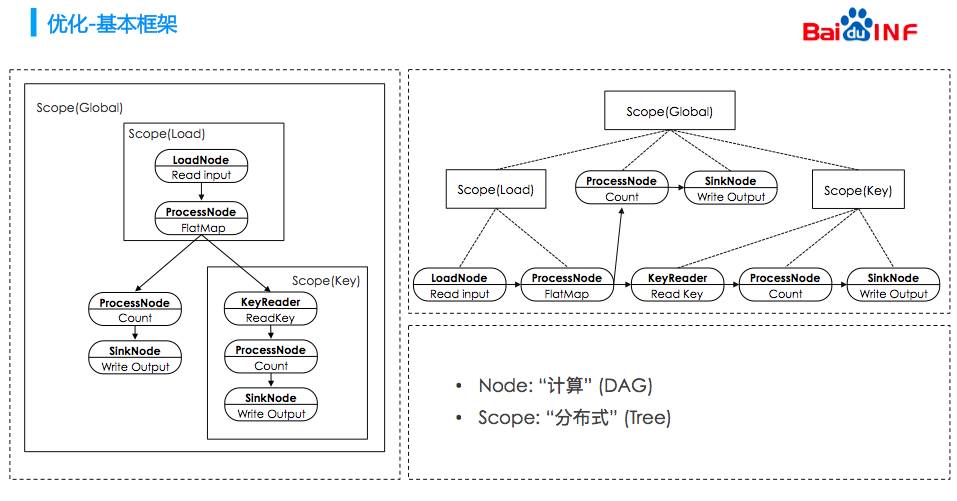 优化-基本框架
Bai du INF
Scope(Global)
Scope(Load)
LoadNode
Read input
ProcessNode
FlatMap
Scope(Key)
ProcessNode
Count
SinkNode
Write Output
KeyReader
ReadKey
ProcessNode
Count
SinkNode
Write Output
Scope(Global)
Scope(Load)
ProcessNode
Count
SinkNode
Write Output
Scope(Key)
LoadNode
Read input
ProcessNode
FlatMap
KeyReader
Read Key
ProcessNode
Count
SinkNode
Write Output
• Node: “计算” (DAG)
• Scope: “分布式” (Tree)